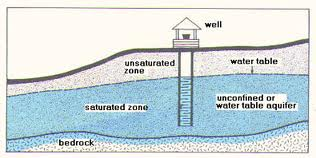 well
unsaturated
zone
water table
saturated zone
unconfined or
water table aquifer
bedrock